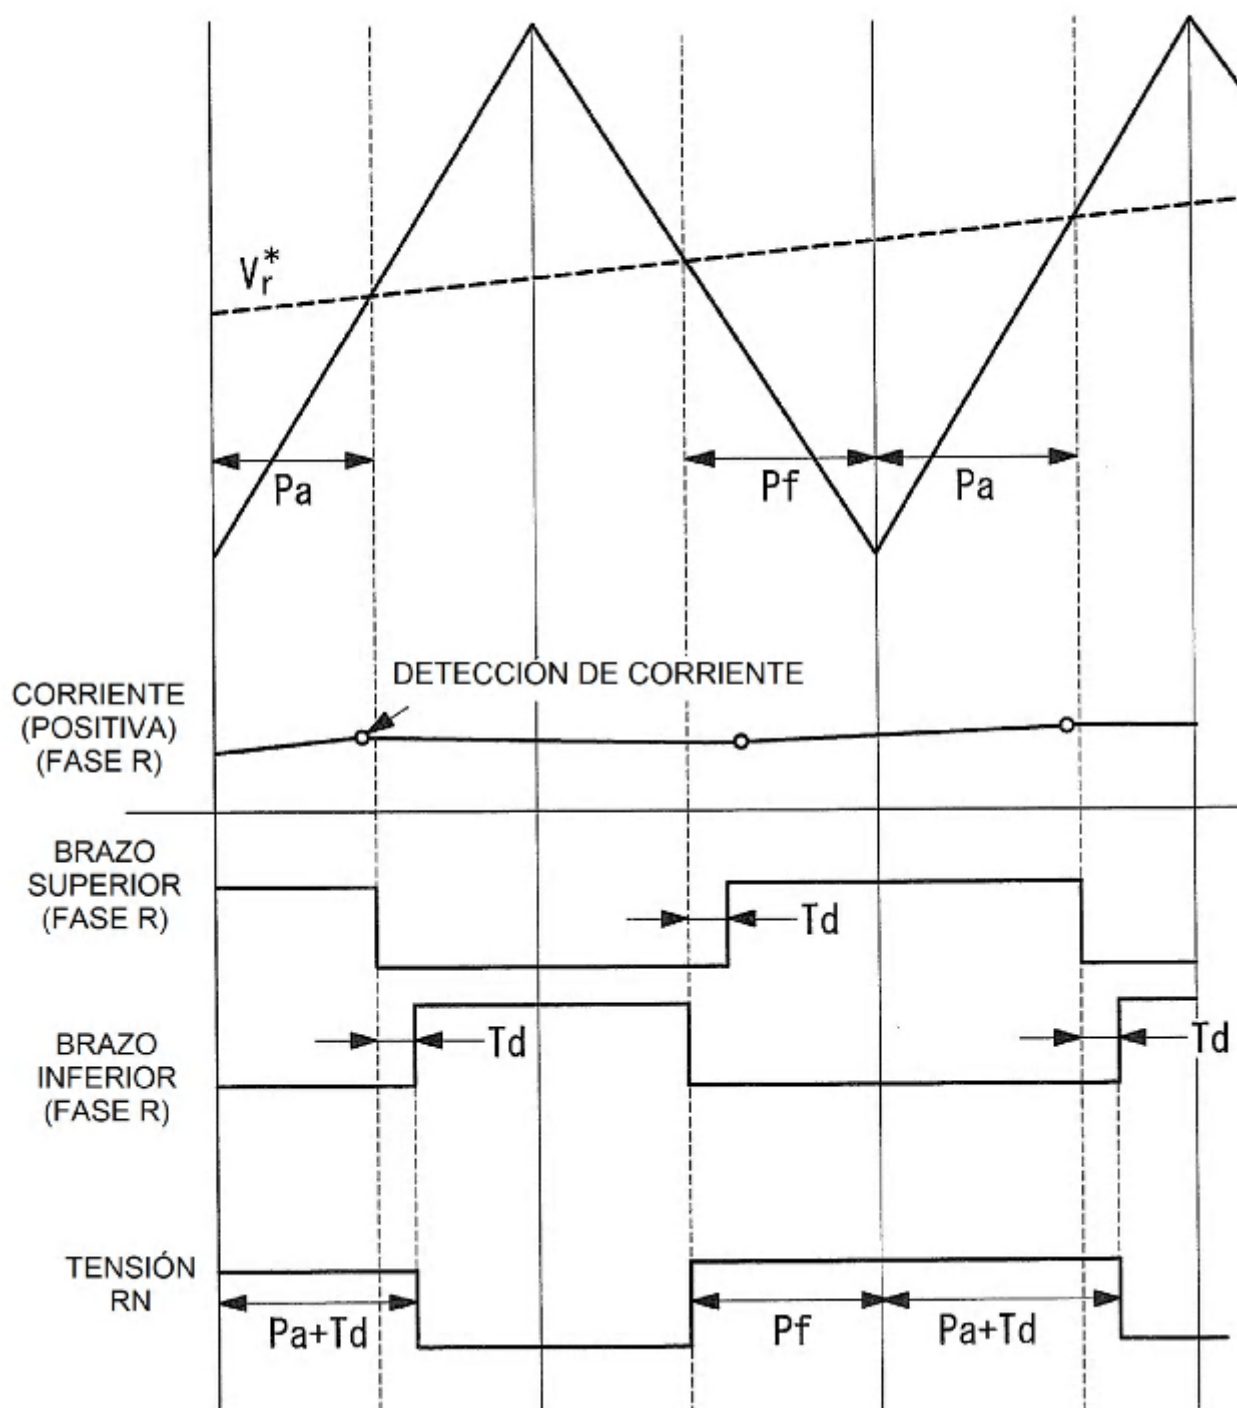 V_r^*
Pa
Pf
Pa
DETECCIÓN DE CORRIENTE
CORRIENTE
(POSITIVA)
(FASE R)
BRAZO
SUPERIOR
(FASE R)
Td
BRAZO
INFERIOR
(FASE R)
Td
Td
TENSIÓN
RN
Pa+Td
Pf
Pa+Td